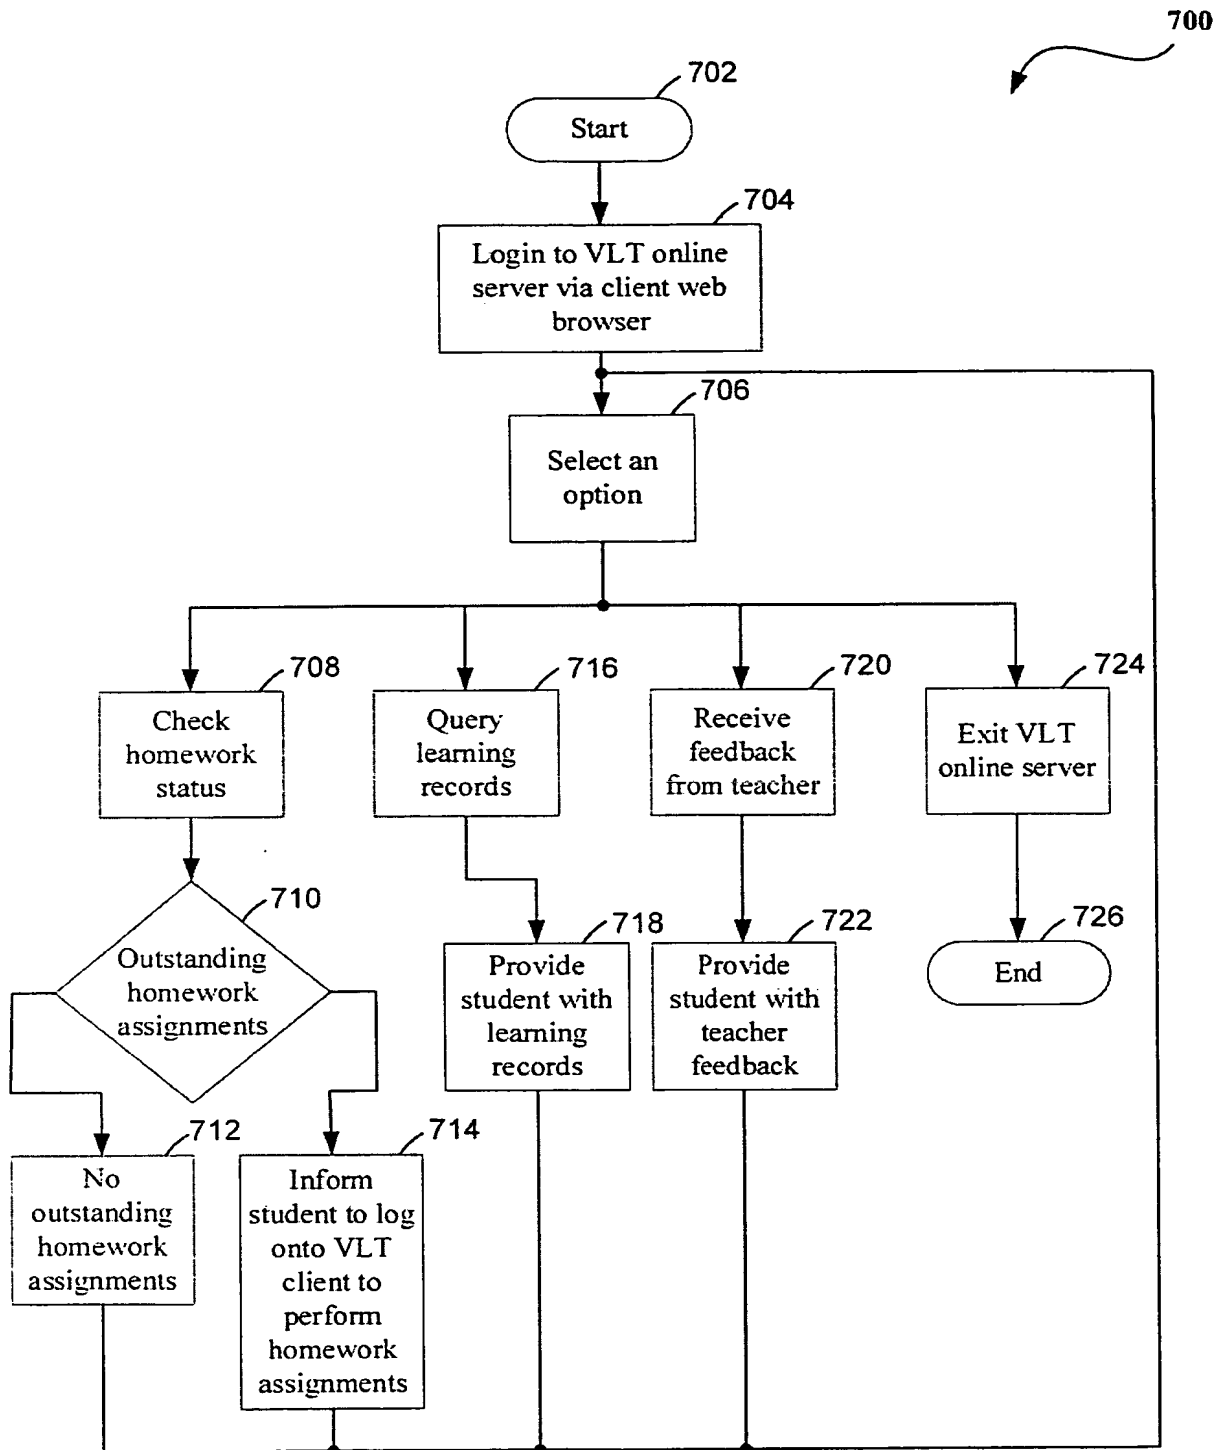 700
702
Start
704
Login to VLT online
server via client web
browser
706
Select an
option
708
Check
homework
status
716
Query
learning
records
720
Receive
feedback
from teacher
724
Exit VLT
online server
710
Outstanding
homework
assignments
718
Provide
student with
learning
records
722
Provide
student with
teacher
feedback
726
End
712
No
outstanding
homework
assignments
714
Inform
student to log
onto VLT
client to
perform
homework
assignments